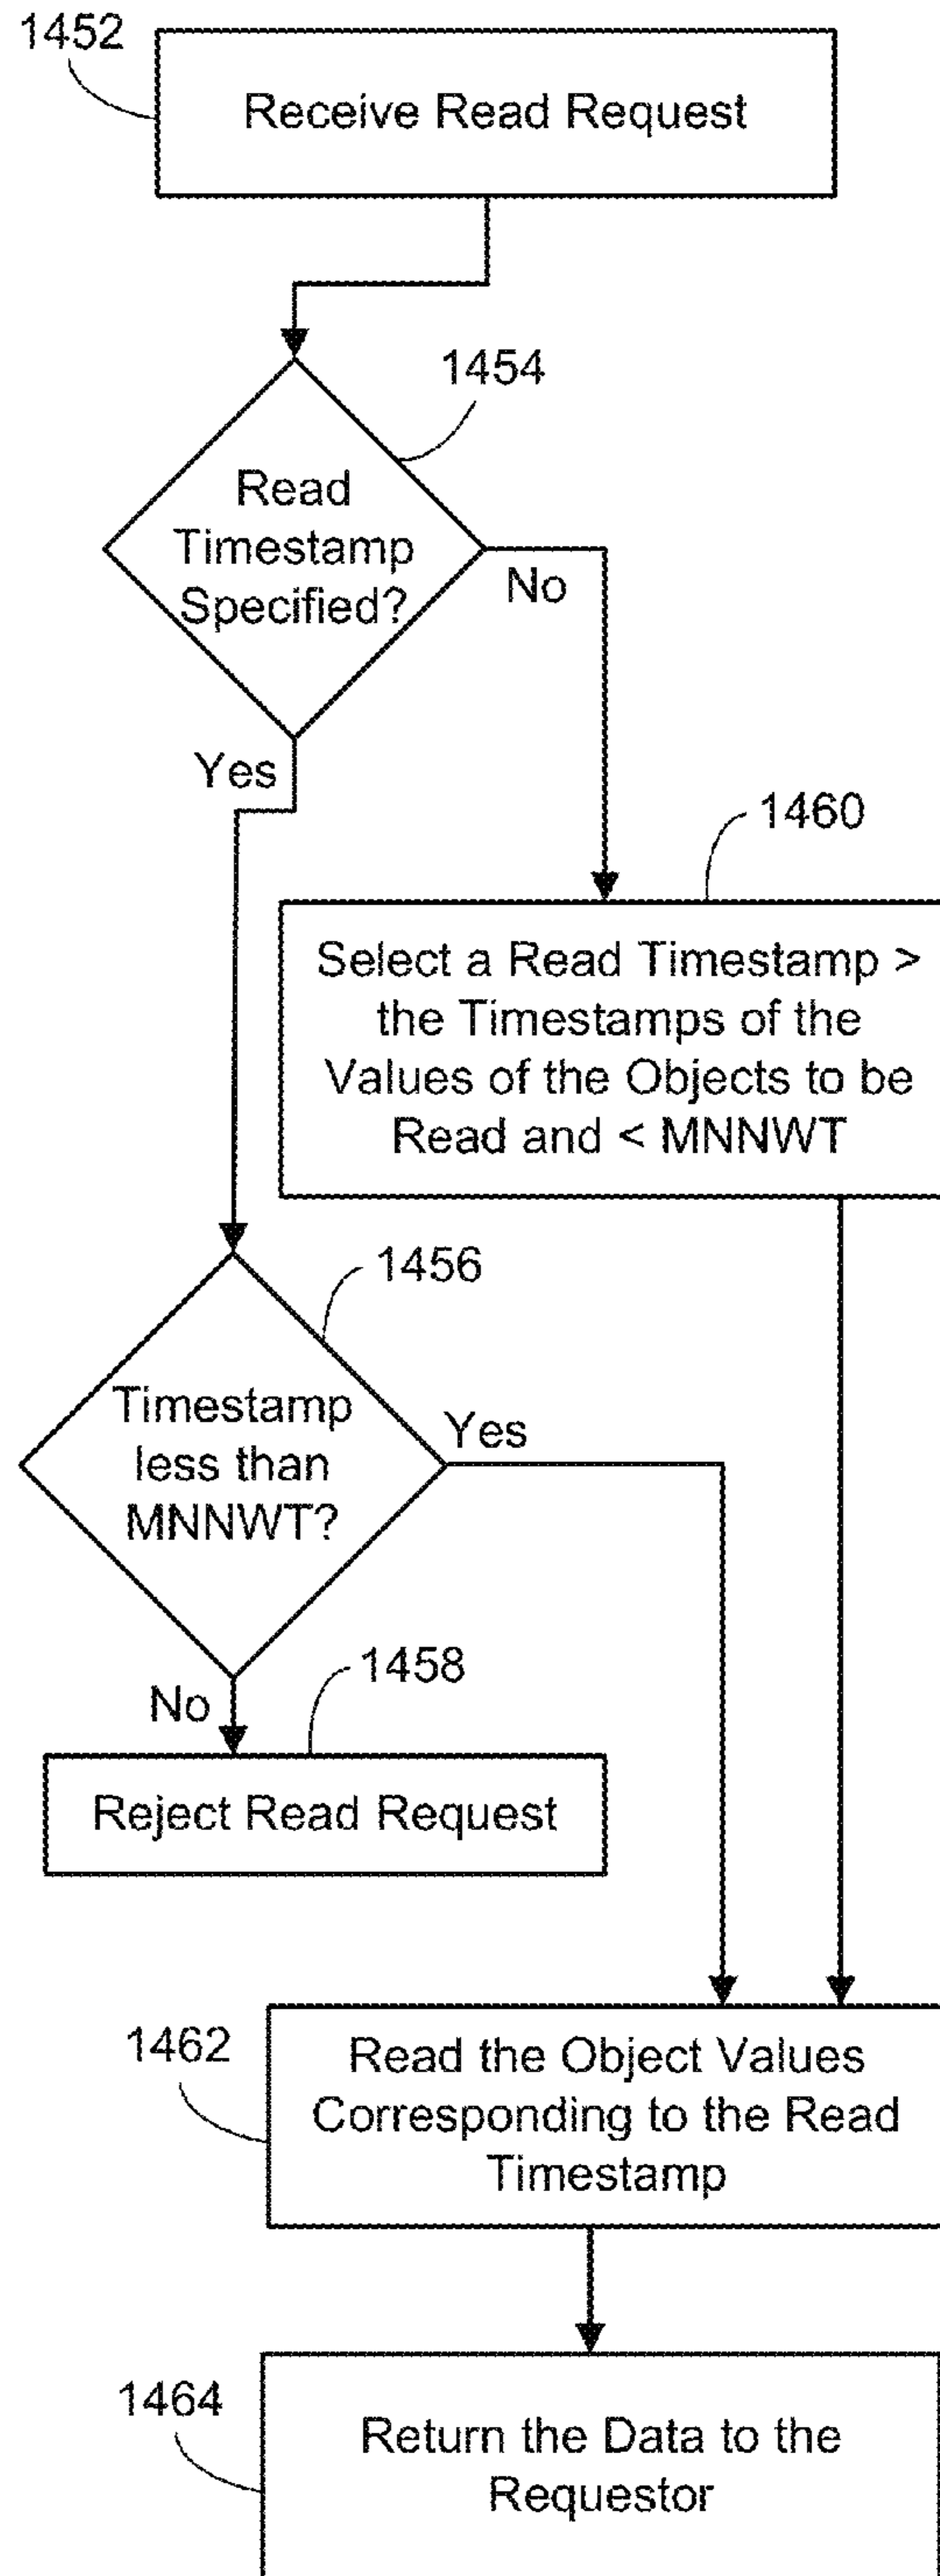 1452
Receive Read Request
1454
Read
Timestamp
Specified?
No
Yes
1460
Select a Read Timestamp >
the Timestamps of the
Values of the Objects to be
Read and < MNNWT
1456
Timestamp
less than
MNNWT?
Yes
1458
No
Reject Read Request
1462
Read the Object Values
Corresponding to the Read
Timestamp
1464
Return the Data to the
Requestor